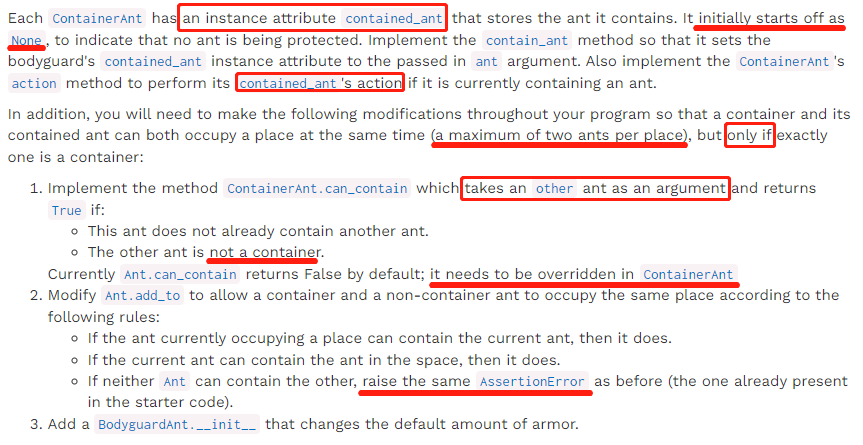 Each ContainerAnt has an instance attribute contained_ant that stores the ant it contains. It initially starts off as
None, to indicate that no ant is being protected. Implement the contain_ant method so that it sets the
bodyguard's contained_ant instance attribute to the passed in ant argument. Also implement the ContainerAnt's
action method to perform its contained_ant's action if it is currently containing an ant.
In addition, you will need to make the following modifications throughout your program so that a container and its
contained ant can both occupy a place at the same time (a maximum of two ants per place), but only if exactly
one is a container:
1. Implement the method ContainerAnt.can_contain which takes an other ant as an argument and returns
True if:
○ This ant does not already contain another ant.
○ The other ant is not a container.
Currently Ant.can_contain returns False by default; it needs to be overridden in ContainerAnt
2. Modify Ant.add_to to allow a container and a non-container ant to occupy the same place according to the
following rules:
○ If the ant currently occupying a place can contain the current ant, then it does.
○ If the current ant can contain the ant in the space, then it does.
○ If neither Ant can contain the other, raise the same AssertionError as before (the one already present
in the starter code).
3. Add a BodyguardAnt.__init__ that changes the default amount of armor.